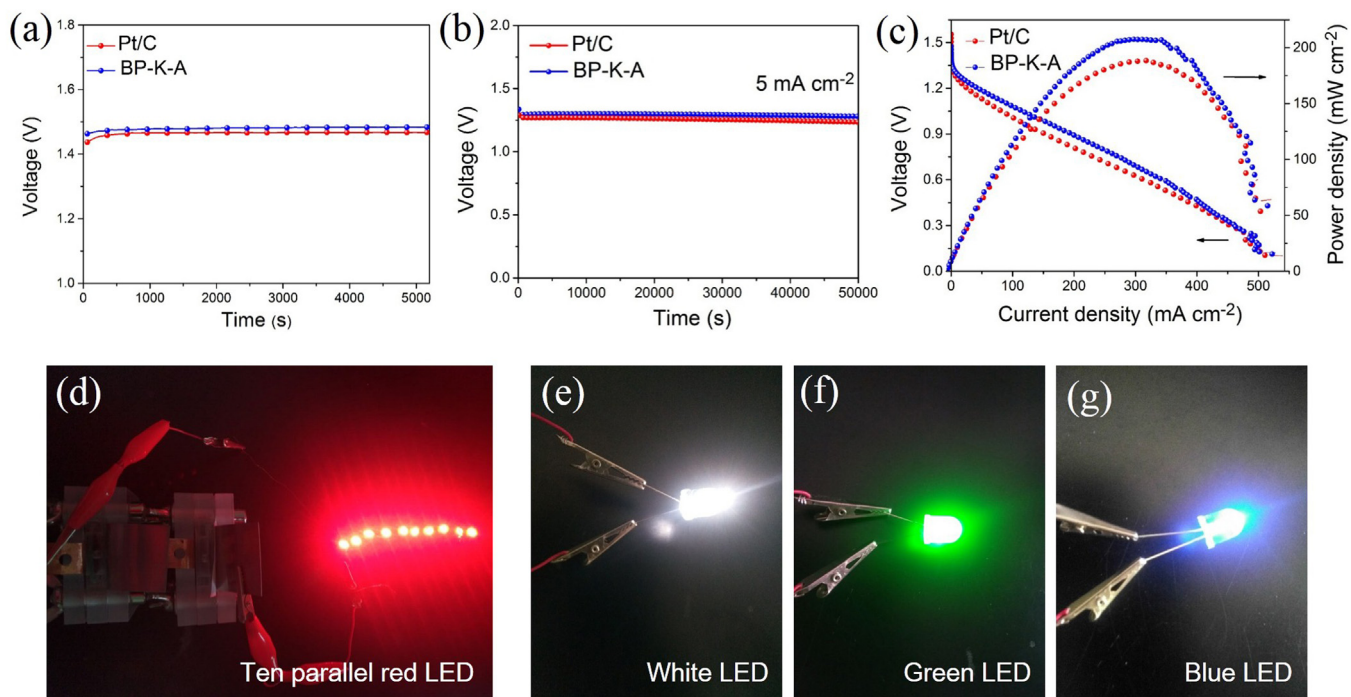 (a)
1.8
1.6
1.4
1.2
1.0
Voltage (V)
Pt/C
BP-K-A
0
1000
2000
3000
4000
5000
Time (s)
(b)
2.0
1.5
1.0
0.5
0.0
Voltage (V)
Pt/C
BP-K-A
5 mA cm-2
0
10000
20000
30000
40000
50000
Time (s)
(c)
1.5
1.2
0.9
0.6
0.3
0.0
Voltage (V)
Pt/C
BP-K-A
200
150
100
50
0
Power density (mW cm-2)
0
100
200
300
400
500
Current density (mA cm-2)
(d)
Ten parallel red LED
(e)
White LED
(f)
Green LED
(g)
Blue LED